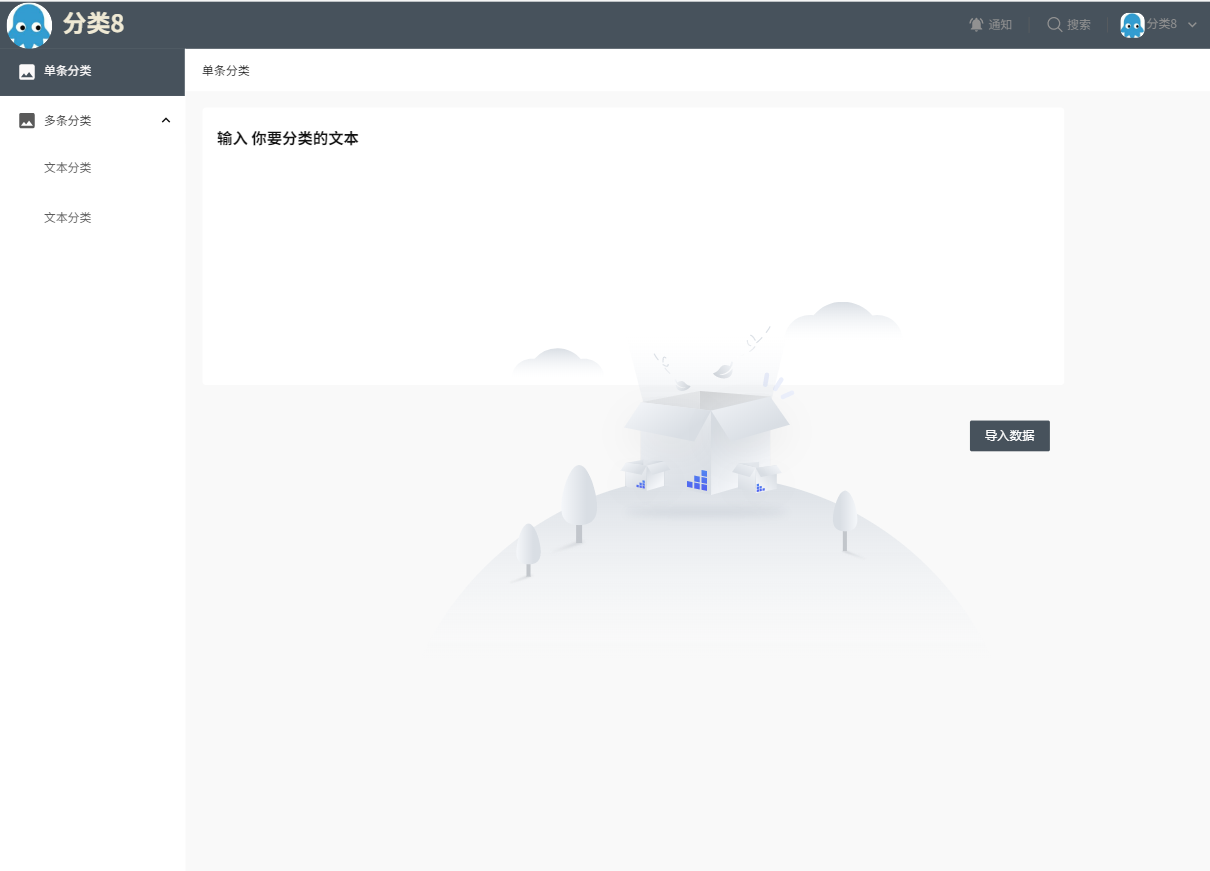 分类8
通知
搜索
分类8
单条分类
单条分类
多条分类
文本分类
文本分类
输入 你要分类的文本
导入数据